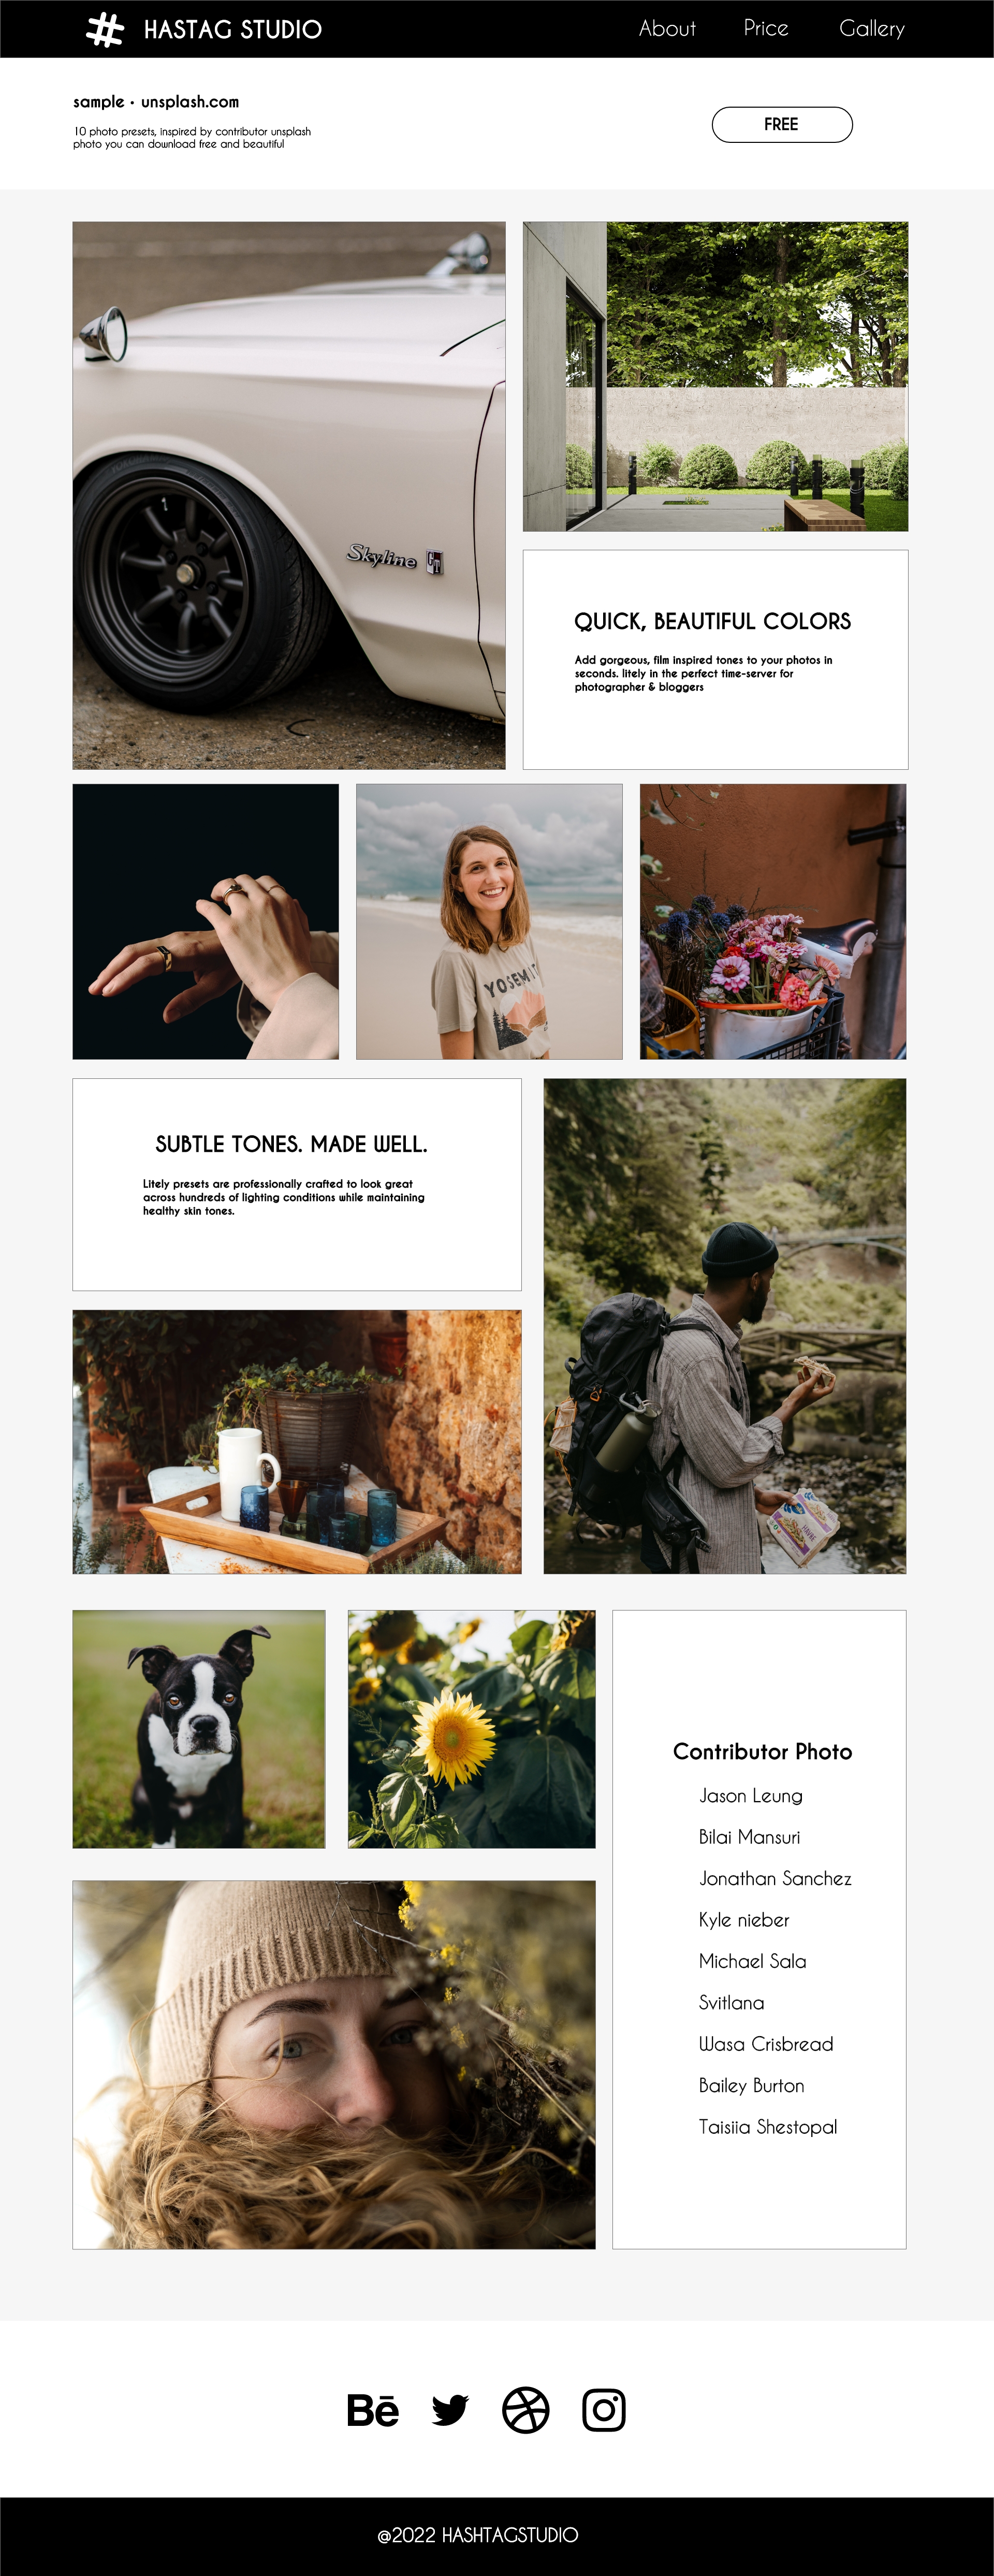 # HASTAG STUDIO
About Price Gallery
sample • unsplash.com
10 photo presets, inspired by contributor unsplash
photo you can download free and beautiful
FREE
Skyline GT
QUICK, BEAUTIFUL COLORS
Add gorgeous, film inspired tones to your photos in
seconds. litely in the perfect time-server for
photographer & bloggers
YOSEMIT
SUBTLE TONES. MADE WELL.
Litely presets are professionally crafted to look great
across hundreds of lighting conditions while maintaining
healthy skin tones.
Contributor Photo
Jason Leung
Bilai Mansuri
Jonathan Sanchez
Kyle nieber
Michael Sala
Svitlana
Wasa Crisbread
Bailey Burton
Taisiia Shestopal
Bē
@2022 HASHTAGSTUDIO